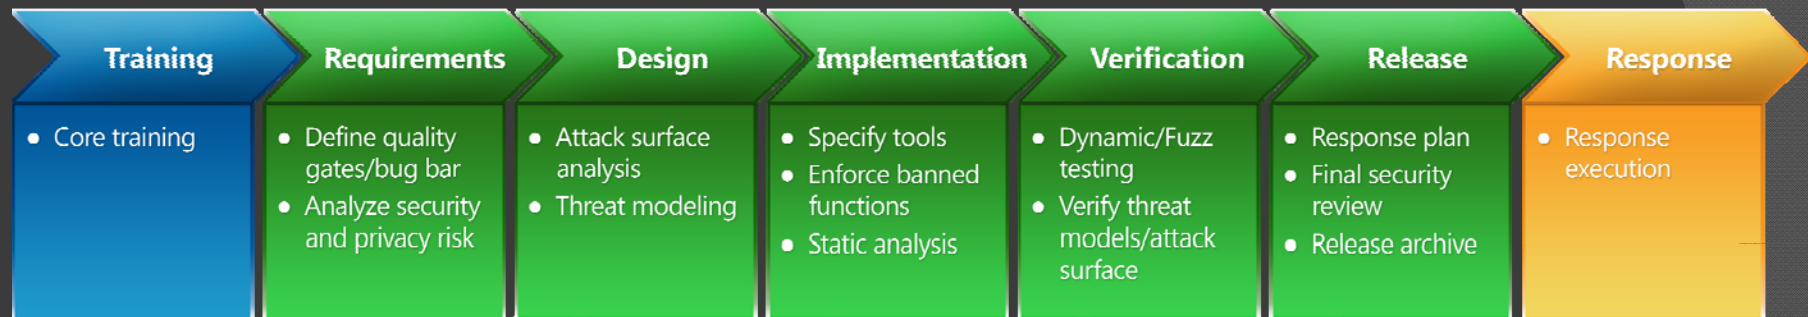 Training
• Core training
Requirements
• Define quality
gates/bug bar
• Analyze security
and privacy risk
Design
• Attack surface
analysis
• Threat modeling
Implementation
• Specify tools
• Enforce banned
functions
• Static analysis
Verification
• Dynamic/Fuzz
testing
• Verify threat
models/attack
surface
Release
• Response plan
• Final security
review
• Release archive
Response
• Response
execution